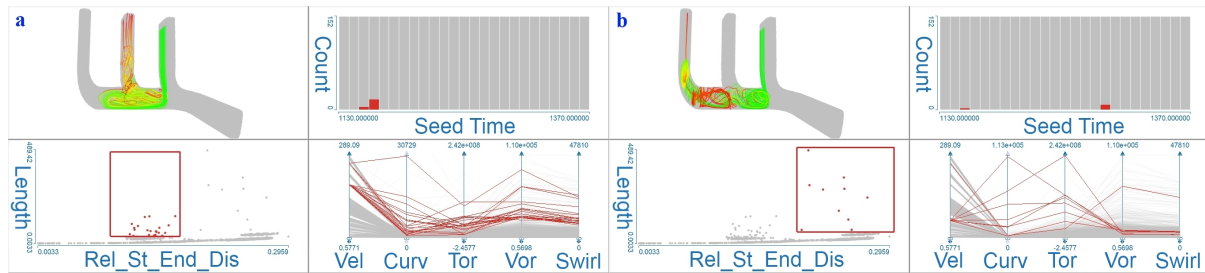 a
Count
152
0
1130.000000
1370.000000
Seed Time
Length
489.42
0.0033
0.0033
0.2959
Rel_St_End_Dis
289.09
30729
2.42e+008
1.10e+005
47810
0.5771
0
-2.4577
0.5698
0
Vel
Curv
Tor
Vor
Swirl
b
Count
152
0
1130.000000
1370.000000
Seed Time
Length
489.42
0.0033
0.0033
0.2959
Rel_St_End_Dis
289.09
1.13e+005
2.42e+008
1.10e+005
47810
0.5771
0
-2.4577
0.5698
0
Vel
Curv
Tor
Vor
Swirl